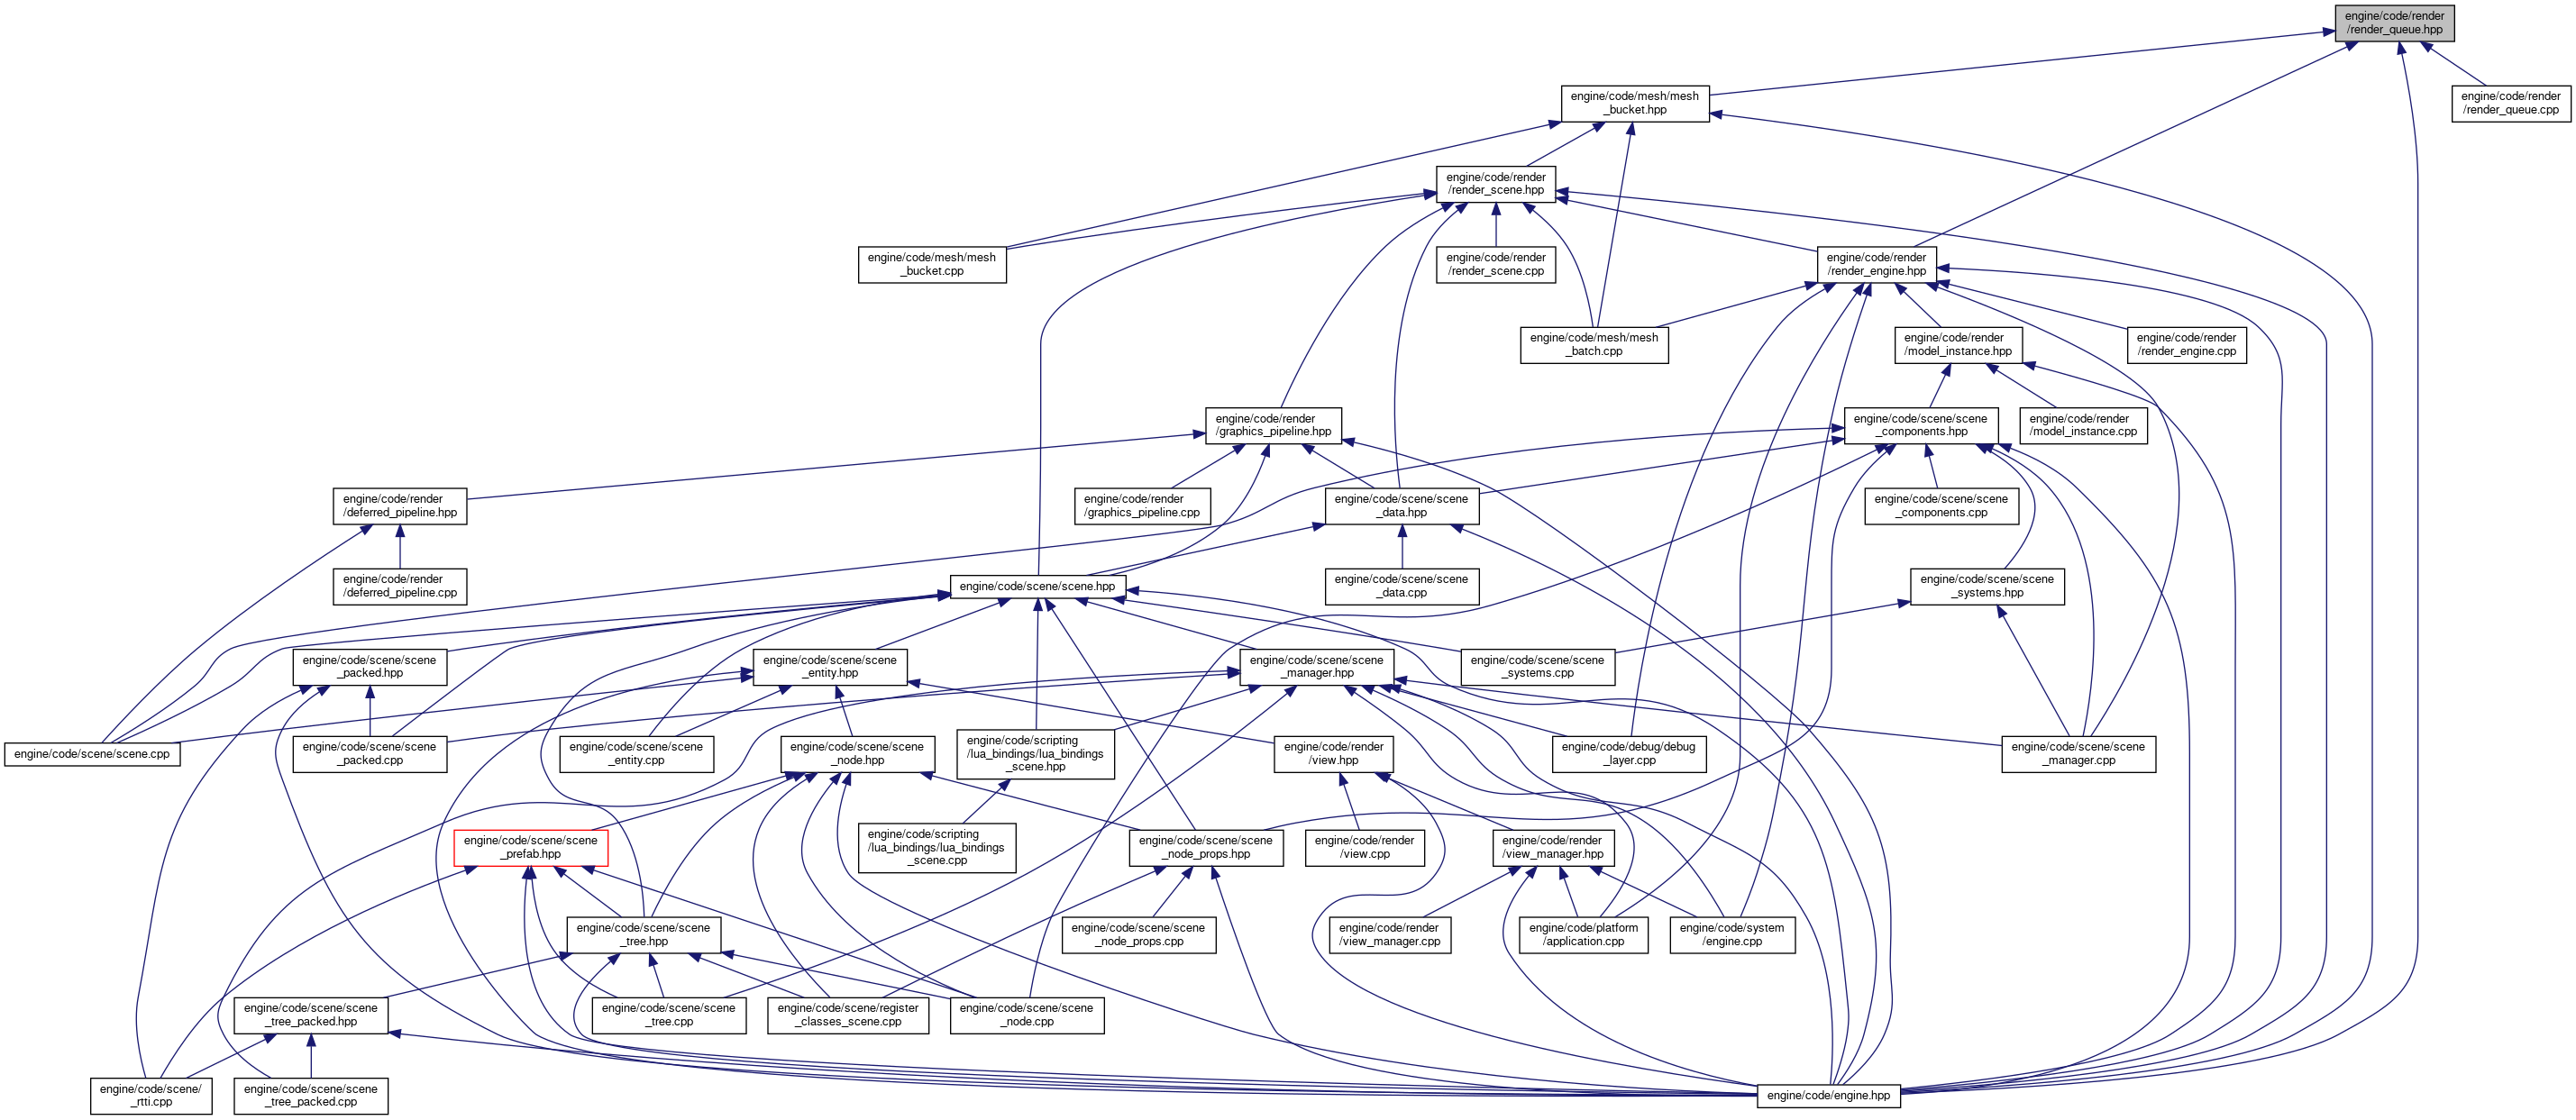 engine/code/render
/render_queue.hpp
engine/code/mesh/mesh
_bucket.hpp
engine/code/render
/render_queue.cpp
engine/code/render
/render_scene.hpp
engine/code/mesh/mesh
_bucket.cpp
engine/code/render
/render_scene.cpp
engine/code/render
/render_engine.hpp
engine/code/mesh/mesh
_batch.cpp
engine/code/render
/model_instance.hpp
engine/code/render
/render_engine.cpp
engine/code/render
/graphics_pipeline.hpp
engine/code/scene/scene
_components.hpp
engine/code/render
/model_instance.cpp
engine/code/render
/deferred_pipeline.hpp
engine/code/render
/graphics_pipeline.cpp
engine/code/scene/scene
_data.hpp
engine/code/scene/scene
_components.cpp
engine/code/render
/deferred_pipeline.cpp
engine/code/scene/scene.hpp
engine/code/scene/scene
_data.cpp
engine/code/scene/scene
_systems.hpp
engine/code/scene/scene
_packed.hpp
engine/code/scene/scene
_entity.hpp
engine/code/scene/scene
_manager.hpp
engine/code/scene/scene
_systems.cpp
engine/code/scene/scene.cpp
engine/code/scene/scene
_packed.cpp
engine/code/scene/scene
_entity.cpp
engine/code/scene/scene
_node.hpp
engine/code/scripting
/lua_bindings/lua_bindings
_scene.hpp
engine/code/render
/view.hpp
engine/code/debug/debug
_layer.cpp
engine/code/scene/scene
_manager.cpp
engine/code/scene/scene
_prefab.hpp
engine/code/scripting
/lua_bindings/lua_bindings
_scene.cpp
engine/code/scene/scene
_node_props.hpp
engine/code/render
/view.cpp
engine/code/render
/view_manager.hpp
engine/code/scene/scene
_tree.hpp
engine/code/scene/scene
_node_props.cpp
engine/code/render
/view_manager.cpp
engine/code/platform
/application.cpp
engine/code/system
/engine.cpp
engine/code/scene/scene
_tree_packed.hpp
engine/code/scene/scene
_tree.cpp
engine/code/scene/register
_classes_scene.cpp
engine/code/scene/scene
_node.cpp
engine/code/scene/
_rtti.cpp
engine/code/scene/scene
_tree_packed.cpp
engine/code/engine.hpp